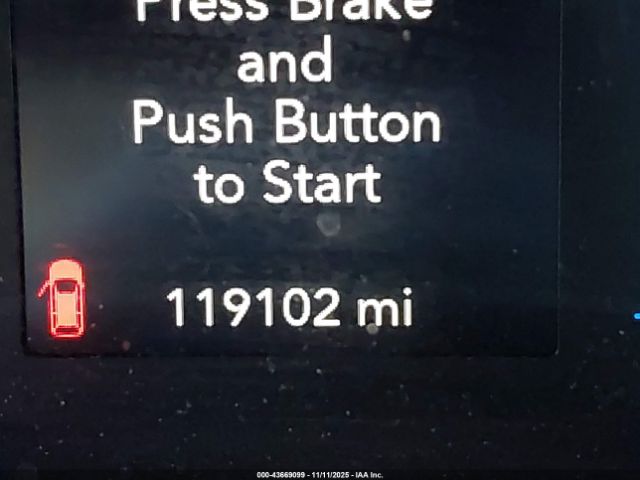 Press Brake
and
Push Button
to Start
119102 mi
000-43669099 - 11/11/2025 - IAA Inc.